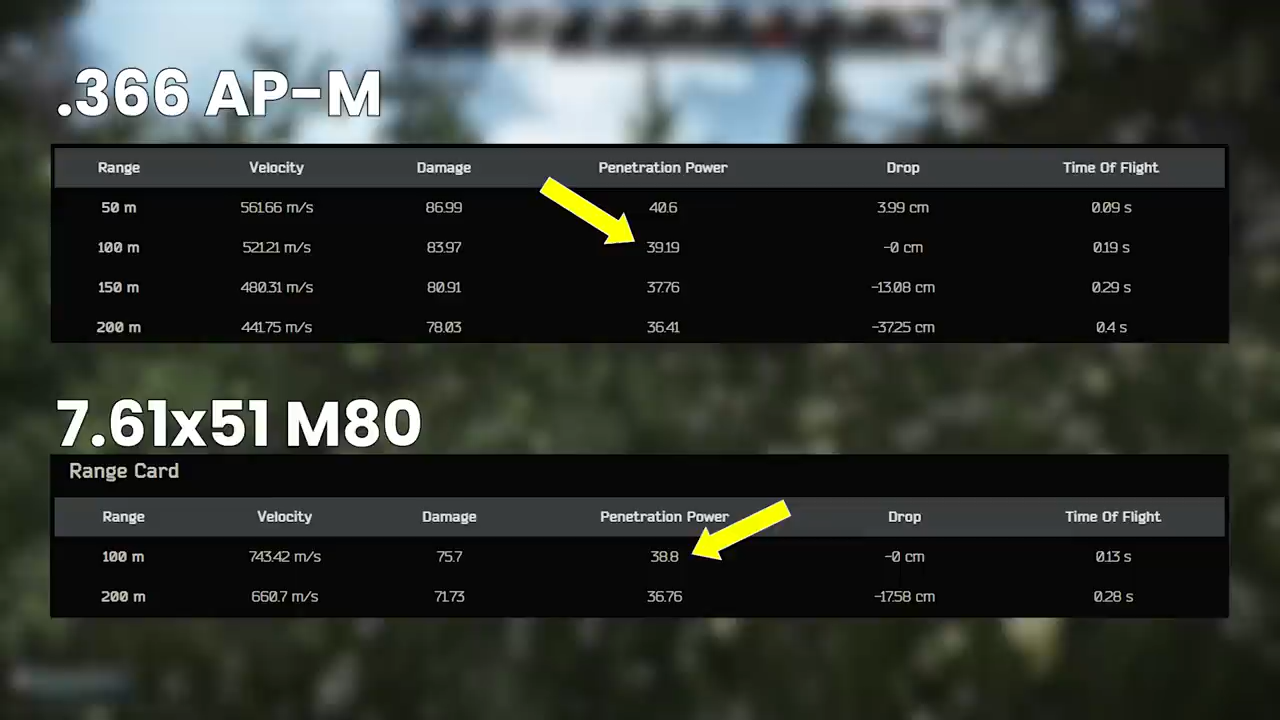 .366 AP-M
Range Velocity Damage Penetration Power Drop Time Of Flight
50 m 561.66 m/s 86.99 40.6 3.99 cm 0.09 s
100 m 521.21 m/s 83.97 39.19 -0 cm 0.19 s
150 m 480.31 m/s 80.91 37.76 -13.08 cm 0.29 s
200 m 441.75 m/s 78.03 36.41 -37.25 cm 0.4 s
7.61x51 M80
Range Card
Range Velocity Damage Penetration Power Drop Time Of Flight
100 m 743.42 m/s 75.7 38.8 -0 cm 0.13 s
200 m 660.7 m/s 71.73 36.76 -17.58 cm 0.28 s